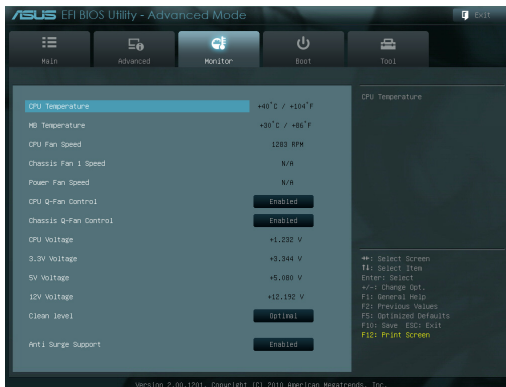 ASUS EFI BIOS Utility - Advanced Mode
Exit
Main Advanced Monitor Boot Tool
CPU Temperature +40°C / +104°F
MB Temperature +30°C / +86°F
CPU Fan Speed 1283 RPM
Chassis Fan 1 Speed N/A
Power Fan Speed N/A
CPU Q-Fan Control Enabled
Chassis Q-Fan Control Enabled
CPU Voltage +1.232 V
3.3V Voltage +3.344 V
5V Voltage +5.080 V
12V Voltage +12.192 V
Clean level Optimal
Anti Surge Support Enabled
CPU Temperature
→←: Select Screen
↑↓: Select Item
Enter: Select
+/-: Change Opt.
F1: General Help
F2: Previous Values
F5: Optimized Defaults
F10: Save ESC: Exit
F12: Print Screen
Version 2.00.1201. Copyright (C) 2010 American Megatrends, Inc.